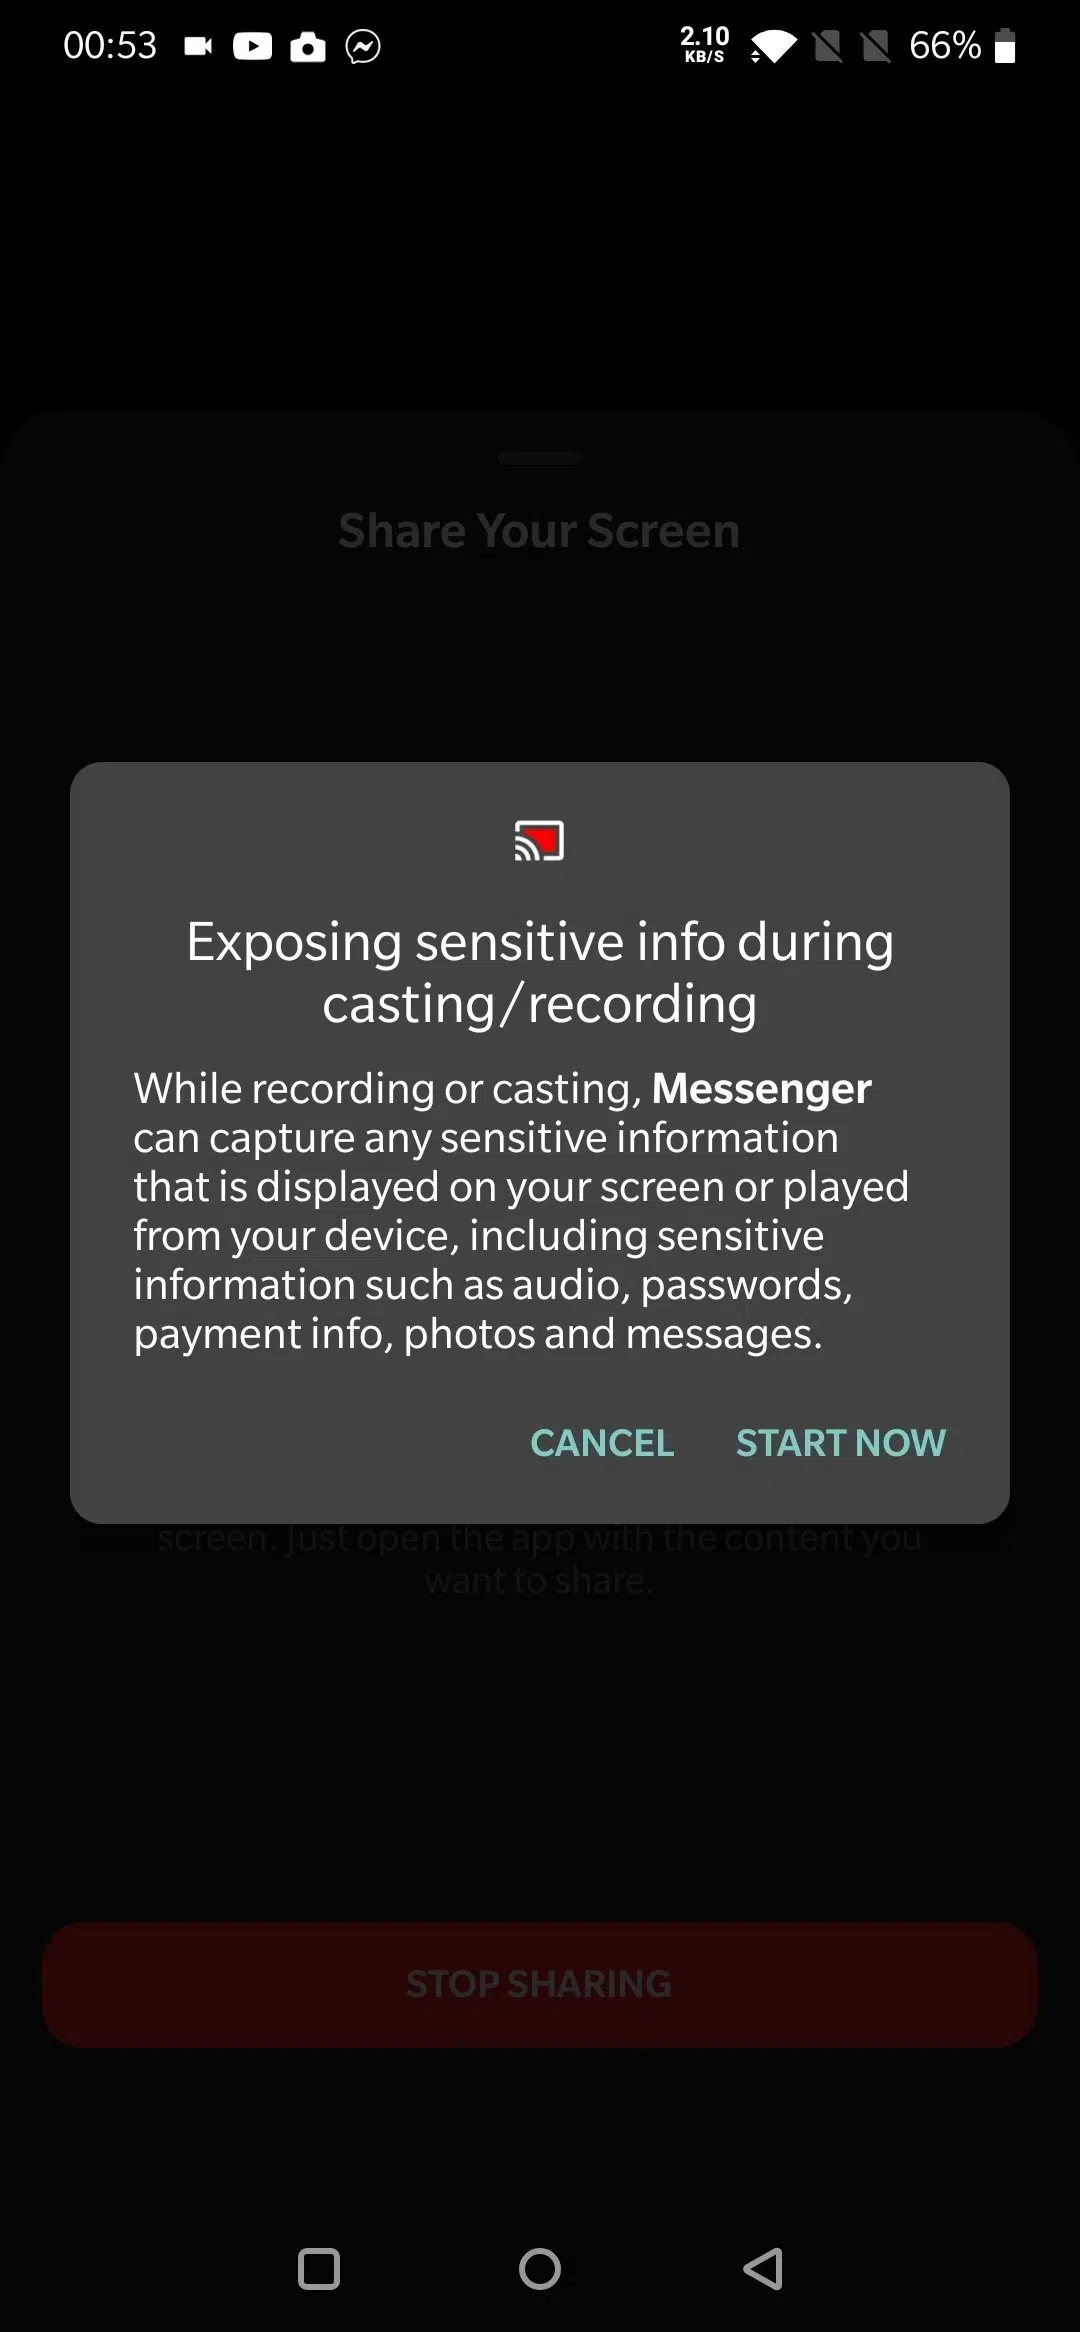 00:53
2.10
KB/S
66%
Share Your Screen
Exposing sensitive info during
casting/recording
While recording or casting, Messenger
can capture any sensitive information
that is displayed on your screen or played
from your device, including sensitive
information such as audio, passwords,
payment info, photos and messages.
CANCEL START NOW
screen. Just open the app with the content you
want to share.
STOP SHARING